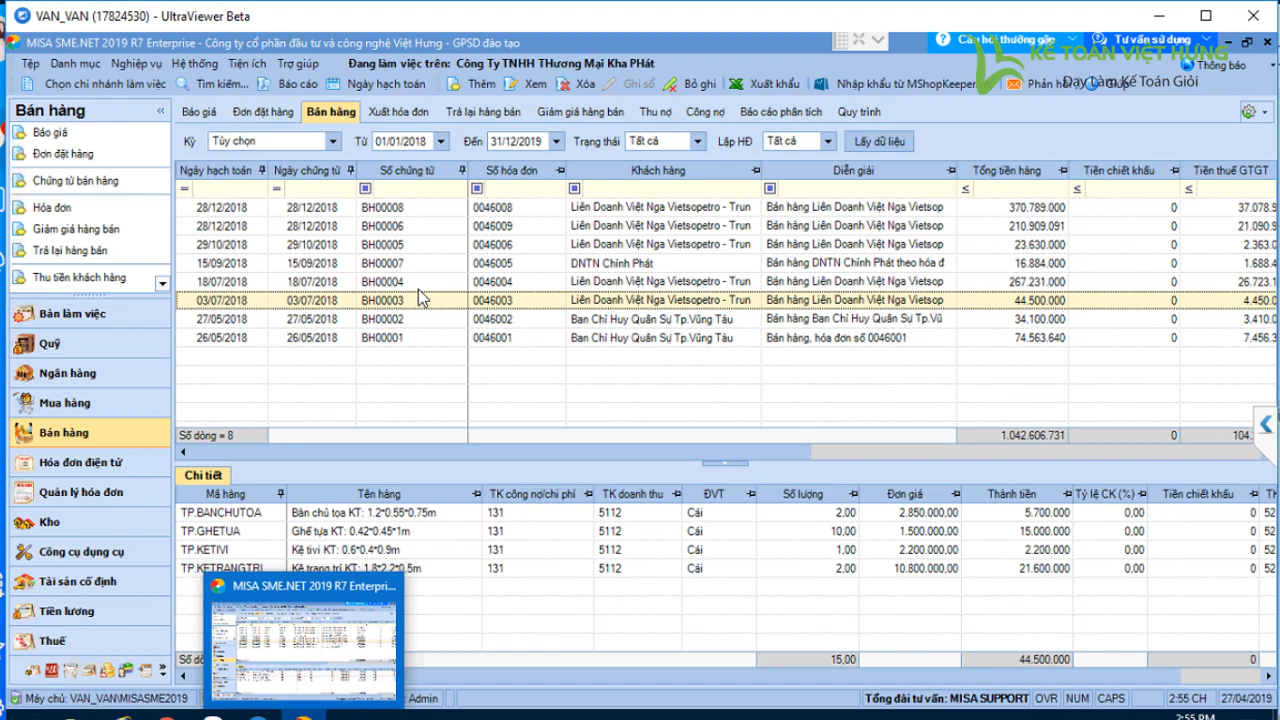 VAN_VAN (17824530) - UltraViewer Beta
MISA SME.NET 2019 R7 Enterprise - Công ty cổ phần đầu tư và công nghệ Việt Hưng - GPSD đào tạo
Câu hỏi thường gặp
Tư vấn sử dụng
KẾ TOÁN VIỆT HƯNG
Dạy Làm Kế Toán Giỏi
Tệp Danh mục Nghiệp vụ Hệ thống Tiện ích Trợ giúp Đang làm việc trên: Công Ty TNHH Thương Mại Kha PHát Thông báo
Chọn chi nhánh làm việc Tìm kiếm... Báo cáo Ngày hạch toán Thêm Xem Xóa Ghi sổ Bỏ ghi Xuất khẩu Nhập khẩu từ MShopKeeper Phản hồi
Bán hàng «
Báo giá Đơn đặt hàng Bán hàng Xuất hóa đơn Trả lại hàng bán Giảm giá hàng bán Thu nợ Công nợ Báo cáo phân tích Quy trình
Kỳ Tùy chọn Từ 01/01/2018 Đến 31/12/2019 Trạng thái Tất cả Lập HĐ Tất cả Lấy dữ liệu
Báo giá
Đơn đặt hàng
Chứng từ bán hàng
Hóa đơn
Giảm giá hàng bán
Trả lại hàng bán
Thu tiền khách hàng
Bàn làm việc
Quỹ
Ngân hàng
Mua hàng
Bán hàng
Hóa đơn điện tử
Quản lý hóa đơn
Kho
Công cụ dụng cụ
Tài sản cố định
Tiền lương
Thuế
Ngày hạch toán Ngày chứng từ Số chứng từ Số hóa đơn Khách hàng Diễn giải Tổng tiền hàng Tiền chiết khấu Tiền thuế GTGT
= = ≤ ≤ ≤
28/12/2018 28/12/2018 BH00008 0046008 Liên Doanh Việt Nga Vietsopetro - Trun Bán hàng Liên Doanh Việt Nga Vietsop 370.789.000 0 37.078.9
28/12/2018 28/12/2018 BH00006 0046009 Liên Doanh Việt Nga Vietsopetro - Trun Bán hàng Liên Doanh Việt Nga Vietsop 210.909.091 0 21.090.9
29/10/2018 29/10/2018 BH00005 0046004 Liên Doanh Việt Nga Vietsopetro - Trun Bán hàng Liên Doanh Việt Nga Vietsop 23.630.000 0 2.363.0
15/09/2018 15/09/2018 BH00007 0046005 DNTN Chính Phát Bán hàng DNTN Chính Phát theo hóa đ 16.884.000 0 1.688.4
18/07/2018 18/07/2018 BH00004 0046004 Liên Doanh Việt Nga Vietsopetro - Trun Bán hàng Liên Doanh Việt Nga Vietsop 267.231.000 0 26.723.1
03/07/2018 03/07/2018 BH00003 0046003 Liên Doanh Việt Nga Vietsopetro - Trun Bán hàng Liên Doanh Việt Nga Vietsop 44.500.000 0 4.450.0
27/05/2018 27/05/2018 BH00002 0046002 Ban Chỉ Huy Quân Sự Tp.Vũng Tàu Bán hàng Ban Chỉ Huy Quân Sự Tp.Vũ 34.100.000 0 3.410.0
26/05/2018 26/05/2018 BH00001 0046001 Ban Chỉ Huy Quân Sự Tp.Vũng Tàu Bán hàng, hóa đơn số 0046001 74.563.640 0 7.456.3
Số dòng = 8 1.042.606.731 0 104.
Chi tiết
Mã hàng Tên hàng TK công nợ/chi phí TK doanh thu ĐVT Số lượng Đơn giá Thành tiền Tỷ lệ CK (%) Tiền chiết khấu TK
TP.BANCHUTOA Bàn chủ tọa KT: 1.2*0.55*0.75m 131 5112 Cái 2,00 2.850.000,00 5.700.000 0,00 0 52
TP.GHETUA Ghế tựa KT: 0.42*0.45*1m 131 5112 Cái 10,00 1.500.000,00 15.000.000 0,00 0 52
TP.KETIVI Kệ tivi KT: 0.6*0.4*0.9m 131 5112 Cái 1,00 2.200.000,00 2.200.000 0,00 0 52
TP.KETRANGTRI Kệ trang trí KT: 1.8*2.2*0.5m 131 5112 Cái 2,00 10.800.000,00 21.600.000 0,00 0 52
MISA SME.NET 2019 R7 Enterpri...
15,00 44.500.000 0
Máy chủ: VAN_VAN\MISASME2019 Admin Tổng đài tư vấn: MISA SUPPORT OVR NUM CAPS 2:55 CH 27/04/2019
2:55 PM